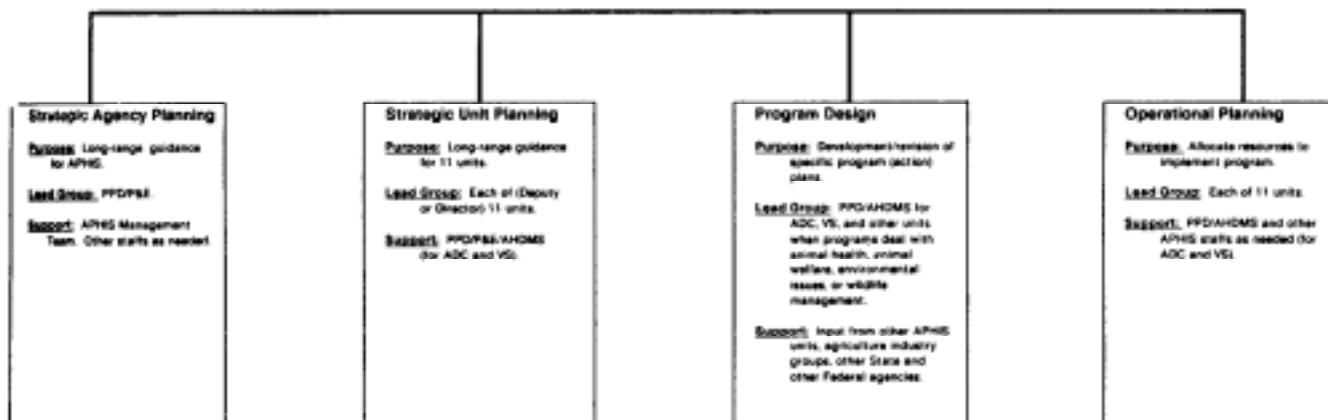 Strategic Agency Planning
Purpose: Long-range guidance
for APHIS.
Lead Group: PPD/P&E.
Support: APHIS Management
Team. Other staffs as needed.
Strategic Unit Planning
Purpose: Long-range guidance
for 11 units.
Lead Group: Each of (Deputy
or Director) 11 units.
Support: PPD/P&E/AHDMS
(for ADC and VS).
Program Design
Purpose: Development/revision of
specific program (action)
plans.
Lead Group: PPD/AHDMS for
ADC, VS, and other units
when programs deal with
animal health, animal
welfare, environmental
issues, or wildlife
management.
Support: Input from other APHIS
units, agriculture industry
groups, other State and
other Federal agencies.
Operational Planning
Purpose: Allocate resources to
implement program.
Lead Group: Each of 11 units.
Support: PPD/AHDMS and other
APHIS staffs as needed (for
ADC and VS).